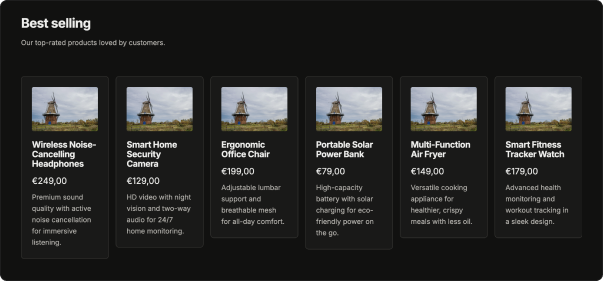 Best selling
Our top-rated products loved by customers.
Wireless Noise-
Cancelling
Headphones
€249,00
Premium sound
quality with active
noise cancellation
for immersive
listening.
Smart Home
Security
Camera
€129,00
HD video with night
vision and two-way
audio for 24/7
home monitoring.
Ergonomic
Office Chair
€199,00
Adjustable lumbar
support and
breathable mesh
for all-day comfort.
Portable Solar
Power Bank
€79,00
High-capacity
battery with solar
charging for eco-
friendly power on
the go.
Multi-Function
Air Fryer
€149,00
Versatile cooking
appliance for
healthier, crispy
meals with less oil.
Smart Fitness
Tracker Watch
€179,00
Advanced health
monitoring and
workout tracking in
a sleek design.